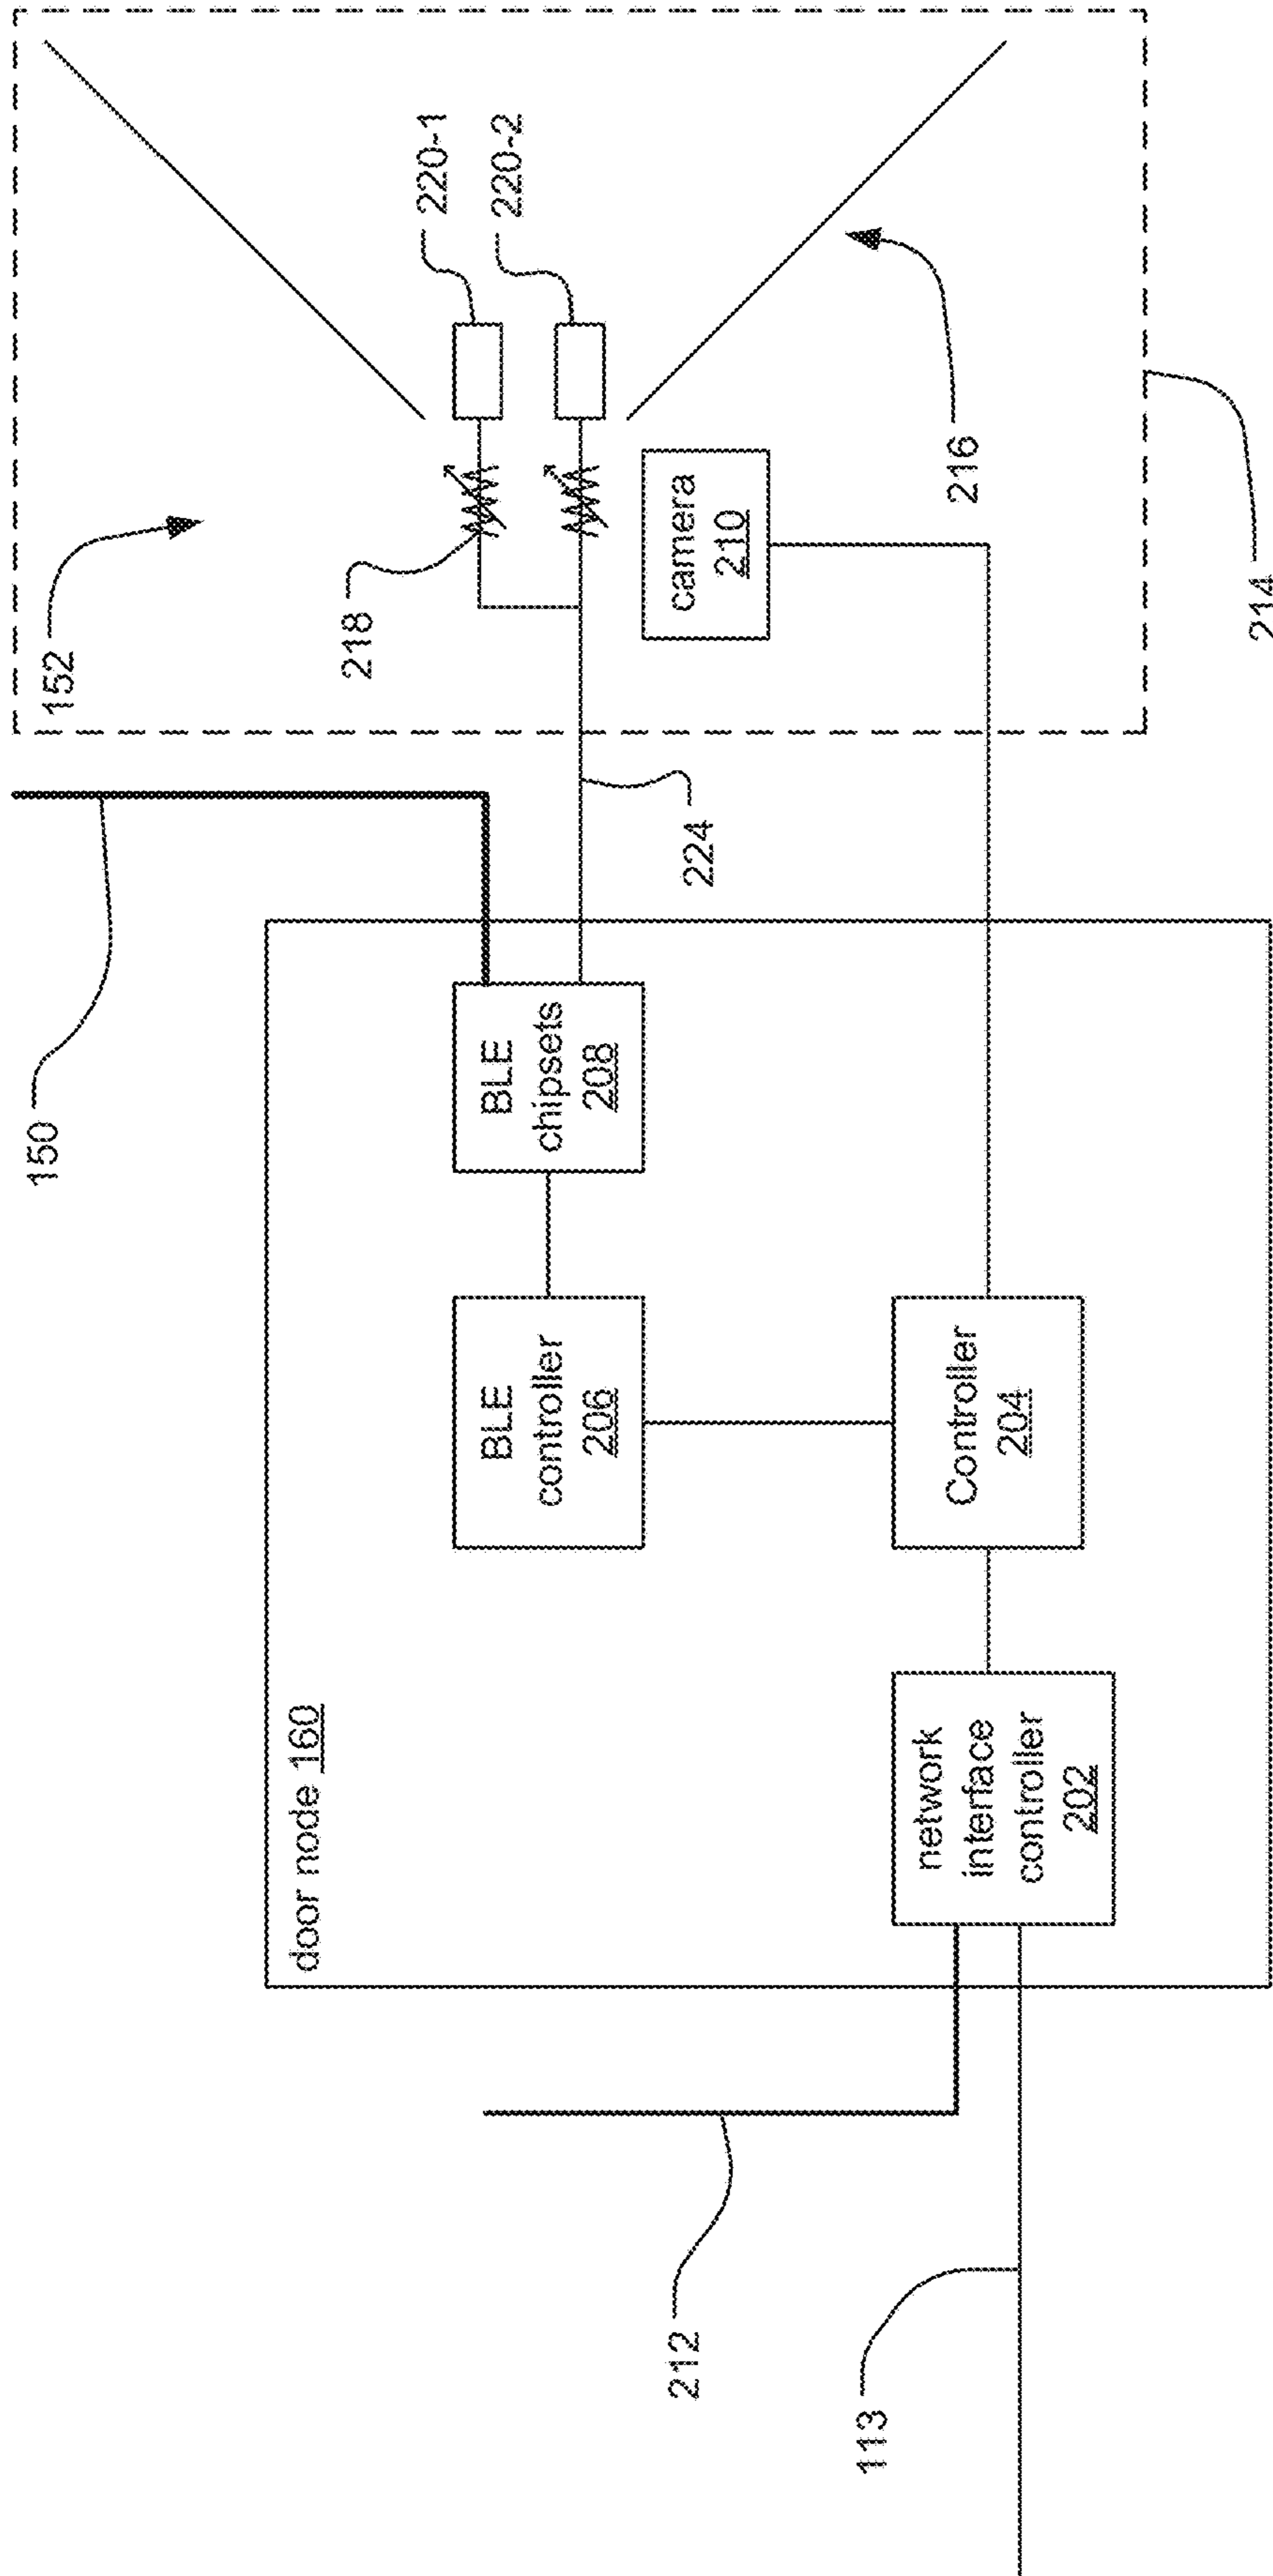 150
152
218
220-1
220-2
door node 160
BLE
controller
206
BLE
chipsets
208
camera
210
224
216
214
212
113
network
interface
controller
202
Controller
204